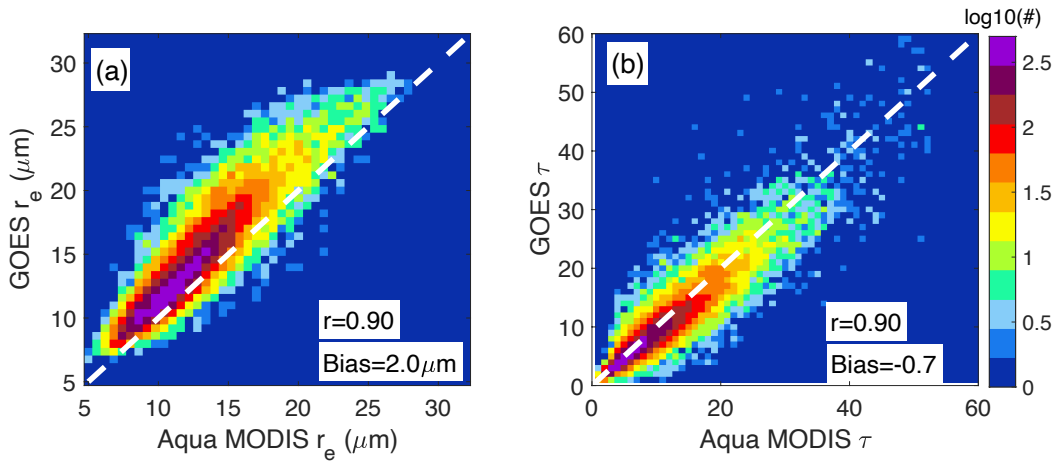 log10(#)
(a)
(b)
30
25
20
15
10
5
GOES r_e (μm)
r=0.90
Bias=2.0μm
5
10
15
20
25
30
Aqua MODIS r_e (μm)
60
50
40
30
20
10
0
GOES τ
r=0.90
Bias=-0.7
0
20
40
60
Aqua MODIS τ
2.5
2
1.5
1
0.5
0